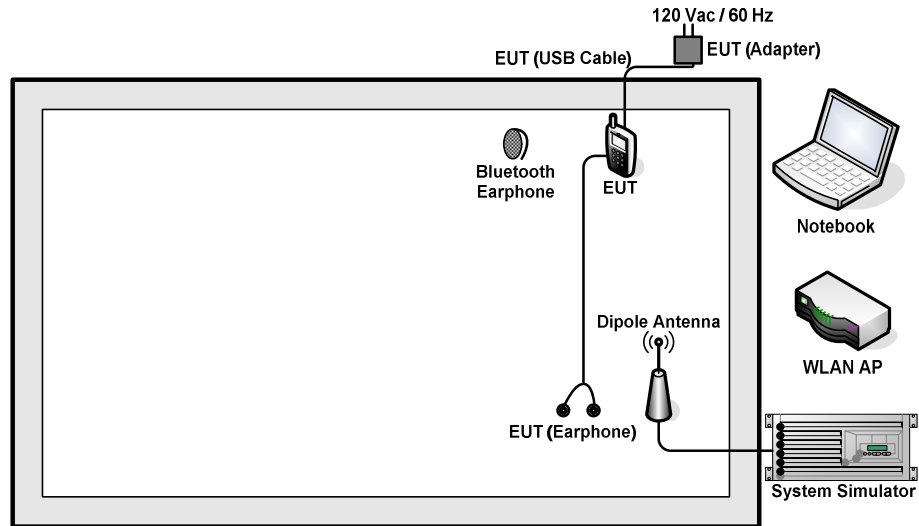 120 Vac / 60 Hz
EUT (USB Cable)
EUT (Adapter)
Bluetooth
Earphone
EUT
Notebook
Dipole Antenna
WLAN AP
EUT (Earphone)
System Simulator